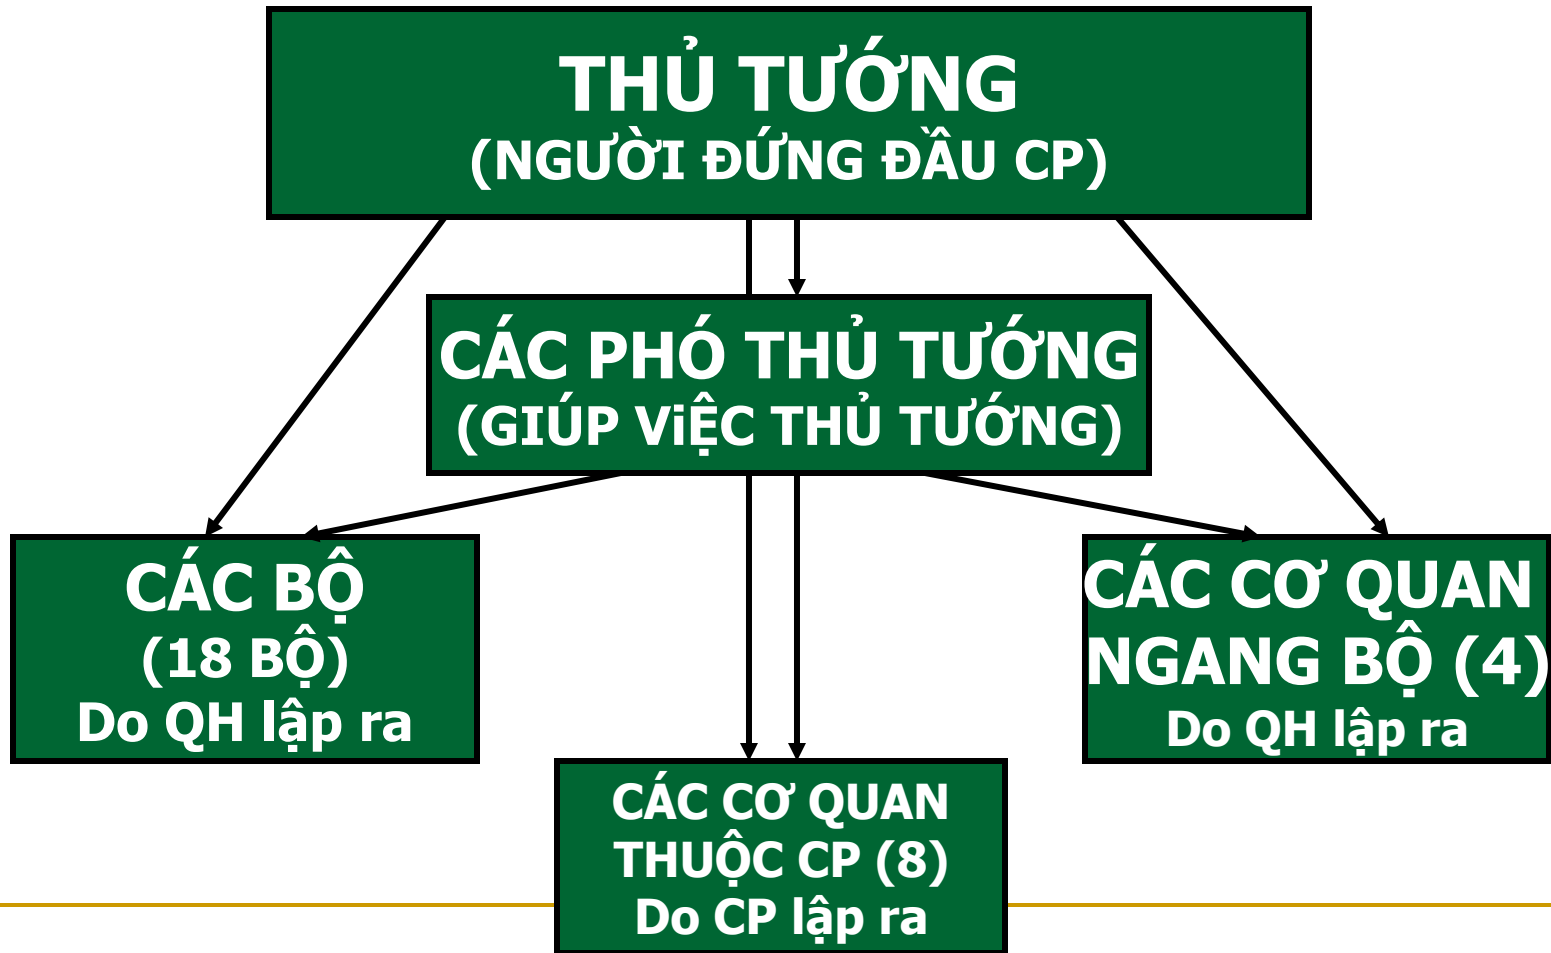 THỦ TƯỚNG
(NGƯỜI ĐỨNG ĐẦU CP)
CÁC PHÓ THỦ TƯỚNG
(GIÚP ViỆC THỦ TƯỚNG)
CÁC BỘ
(18 BỘ)
Do QH lập ra
CÁC CƠ QUAN
NGANG BỘ (4)
Do QH lập ra
CÁC CƠ QUAN
THUỘC CP (8)
Do CP lập ra